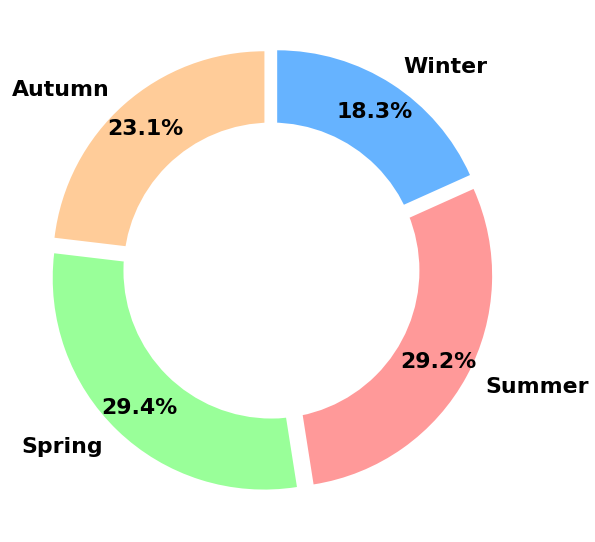 Winter
18.3%
Autumn
23.1%
29.2%
Summer
29.4%
Spring